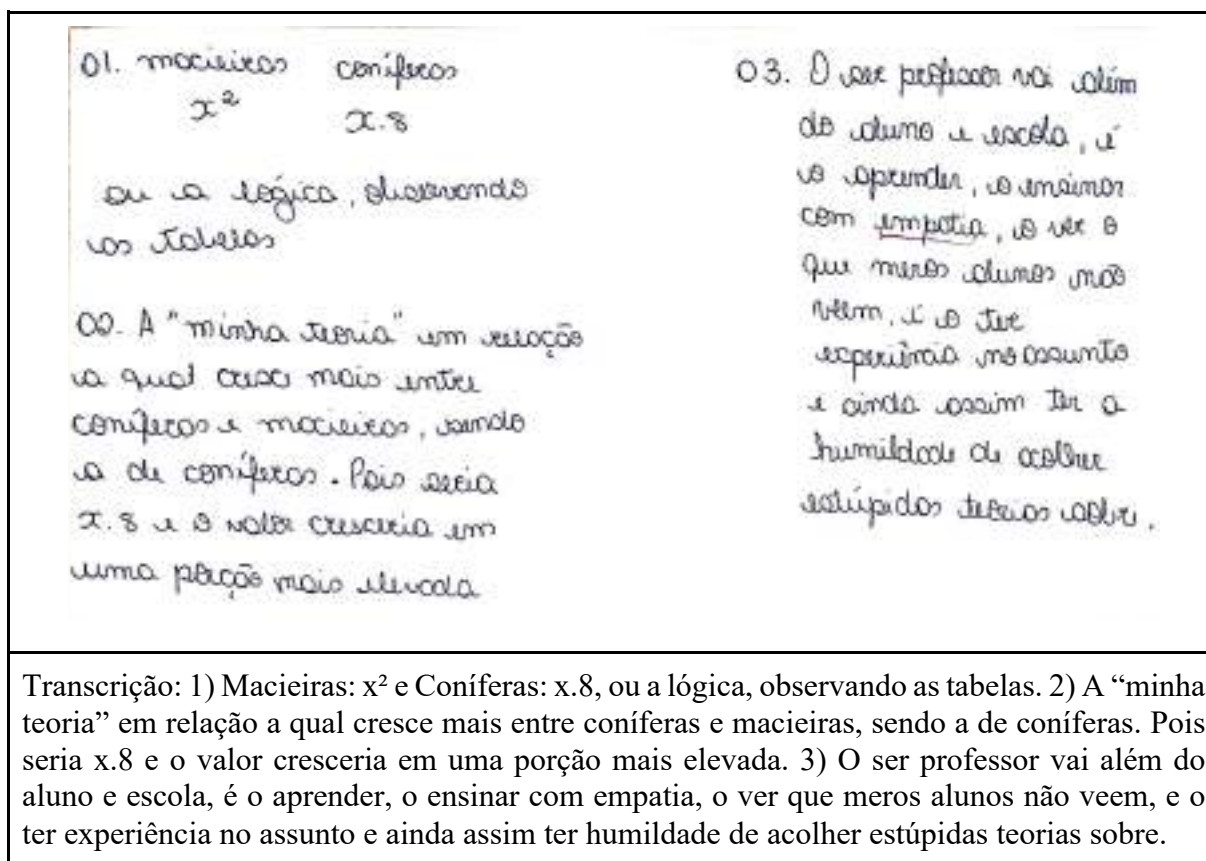 01. macieiras coníferas
x² x.8
ou a lógica, observando
as tabelas
02. A "minha teoria" em relação
a qual cresce mais entre
coníferas e macieiras, sendo
a de coníferas. Pois seria
x.8 e o valor cresceria em
uma porção mais elevada
03. O ser professor vai além
do aluno e escola, é
o aprender, o ensinar
com empatia, o ver o
que meros alunos não
vêem, é o ter
experiência no assunto
e ainda assim ter a
humildade de acolher
estúpidas teorias sobre.
Transcrição: 1) Macieiras: x² e Coníferas: x.8, ou a lógica, observando as tabelas. 2) A “minha
teoria” em relação a qual cresce mais entre coníferas e macieiras, sendo a de coníferas. Pois
seria x.8 e o valor cresceria em uma porção mais elevada. 3) O ser professor vai além do
aluno e escola, é o aprender, o ensinar com empatia, o ver que meros alunos não veem, e o
ter experiência no assunto e ainda assim ter humildade de acolher estúpidas teorias sobre.